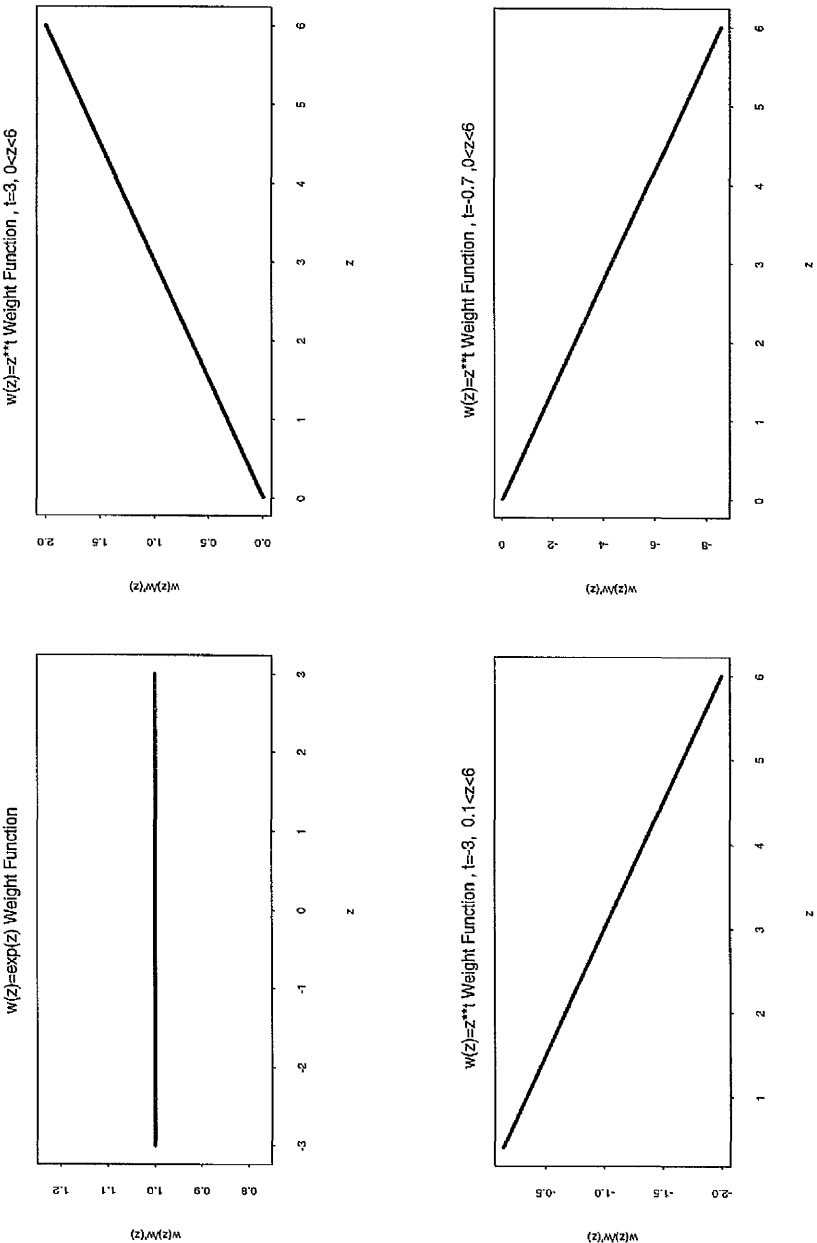 w(z)=exp(z) Weight Function
w(z)/w'(z)
1.2
1.1
1.0
0.9
0.8
-3 -2 -1 0 1 2 3
z
w(z)=z**t Weight Function , t=3, 0<z<6
w(z)/w'(z)
2.0
1.5
1.0
0.5
0.0
0 1 2 3 4 5 6
z
w(z)=z**t Weight Function , t=-3, 0.1<z<6
w(z)/w'(z)
-0.5
-1.0
-1.5
-2.0
1 2 3 4 5 6
z
w(z)=z**t Weight Function , t=-0.7 ,0<z<6
w(z)/w'(z)
0
-2
-4
-6
-8
0 1 2 3 4 5 6
z